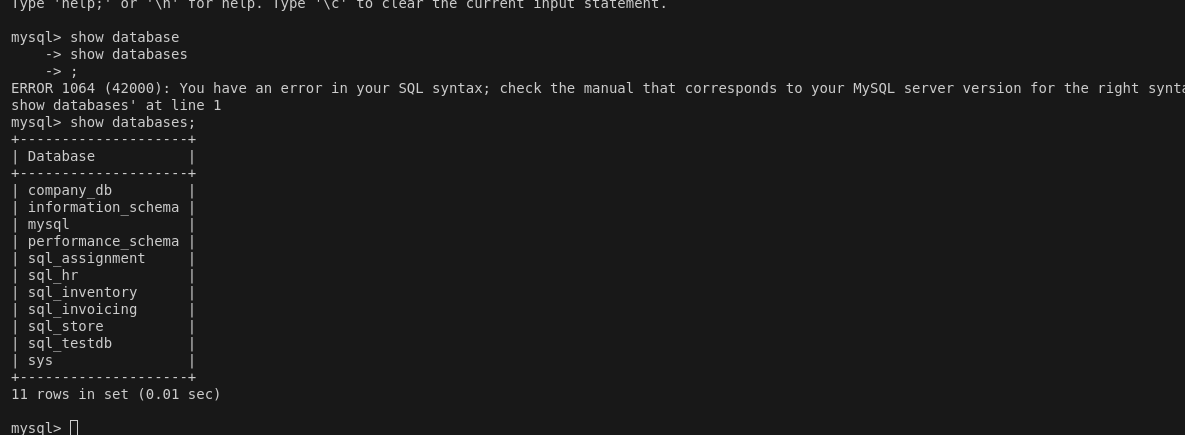 Type 'help;' or '\h' for help. Type '\c' to clear the current input statement.
mysql> show database
    -> show databases
    -> ;
ERROR 1064 (42000): You have an error in your SQL syntax; check the manual that corresponds to your MySQL server version for the right synta
show databases' at line 1
mysql> show databases;
+--------------------+
| Database           |
+--------------------+
| company_db         |
| information_schema |
| mysql              |
| performance_schema |
| sql_assignment     |
| sql_hr             |
| sql_inventory      |
| sql_invoicing      |
| sql_store          |
| sql_testdb         |
| sys                |
+--------------------+
11 rows in set (0.01 sec)
mysql>